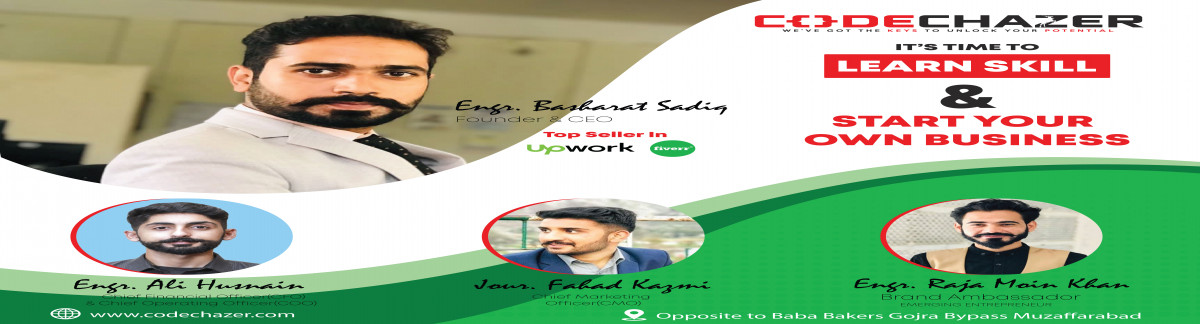 CODECHAZER
WE'VE GOT THE KEYS TO UNLOCK YOUR POTENTIAL
IT'S TIME TO
LEARN SKILL
&
START YOUR
OWN BUSINESS
Engr. Basharat Sadiq
Founder & CEO
Top Seller In
upwork fiverr
Engr. Ali Husnain
Chief Financial Officer(CFO)
& Chief Operating Officer(COO)
Jour. Fahad Kazmi
Chief Marketing
Officer(CMO)
Engr. Raja Moin Khan
Brand Ambassador
EMERGING ENTREPRENEUR
www.codechazer.com
Opposite to Baba Bakers Gojra Bypass Muzaffarabad